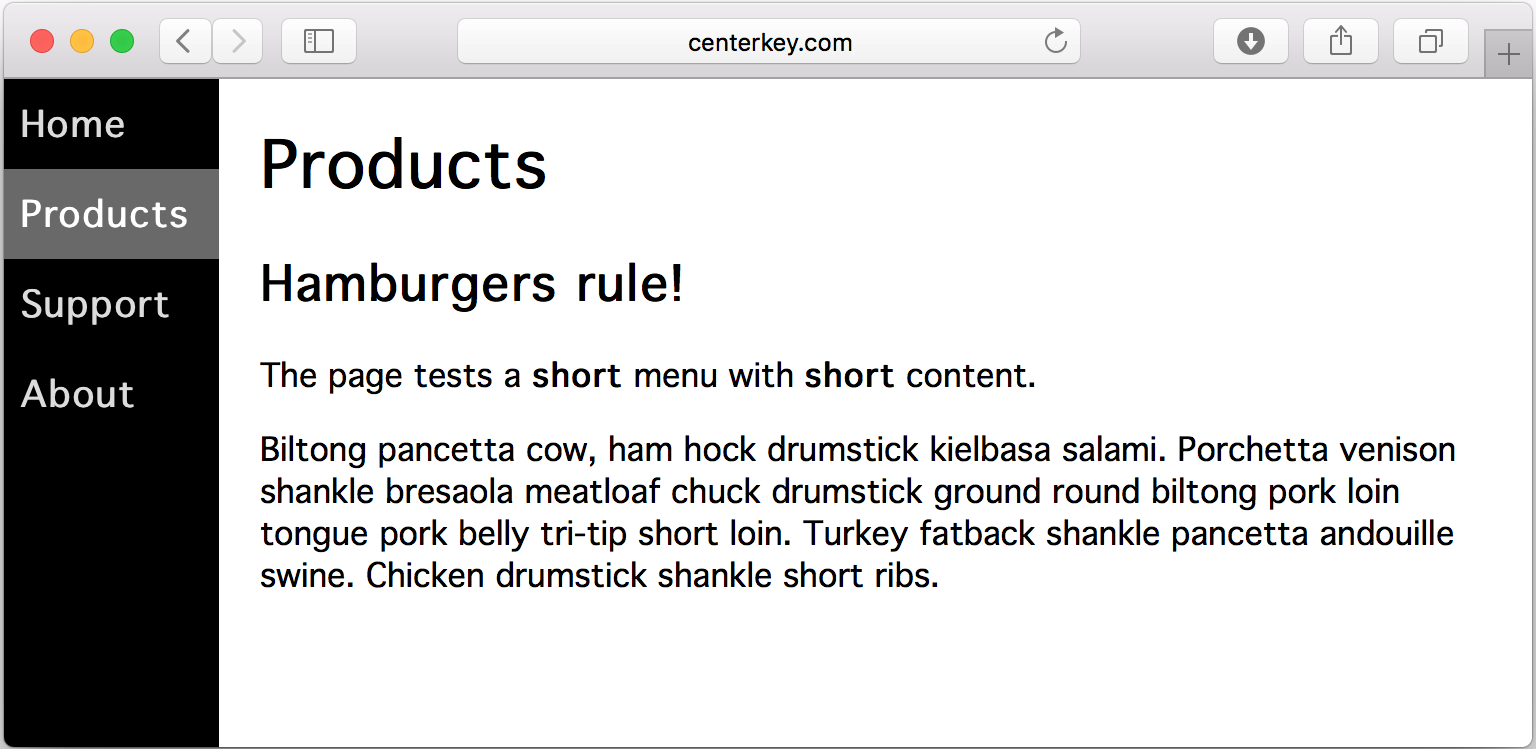 centerkey.com
Home
Products
Support
About
Products
Hamburgers rule!
The page tests a short menu with short content.
Biltong pancetta cow, ham hock drumstick kielbasa salami. Porchetta venison
shankle bresaola meatloaf chuck drumstick ground round biltong pork loin
tongue pork belly tri-tip short loin. Turkey fatback shankle pancetta andouille
swine. Chicken drumstick shankle short ribs.